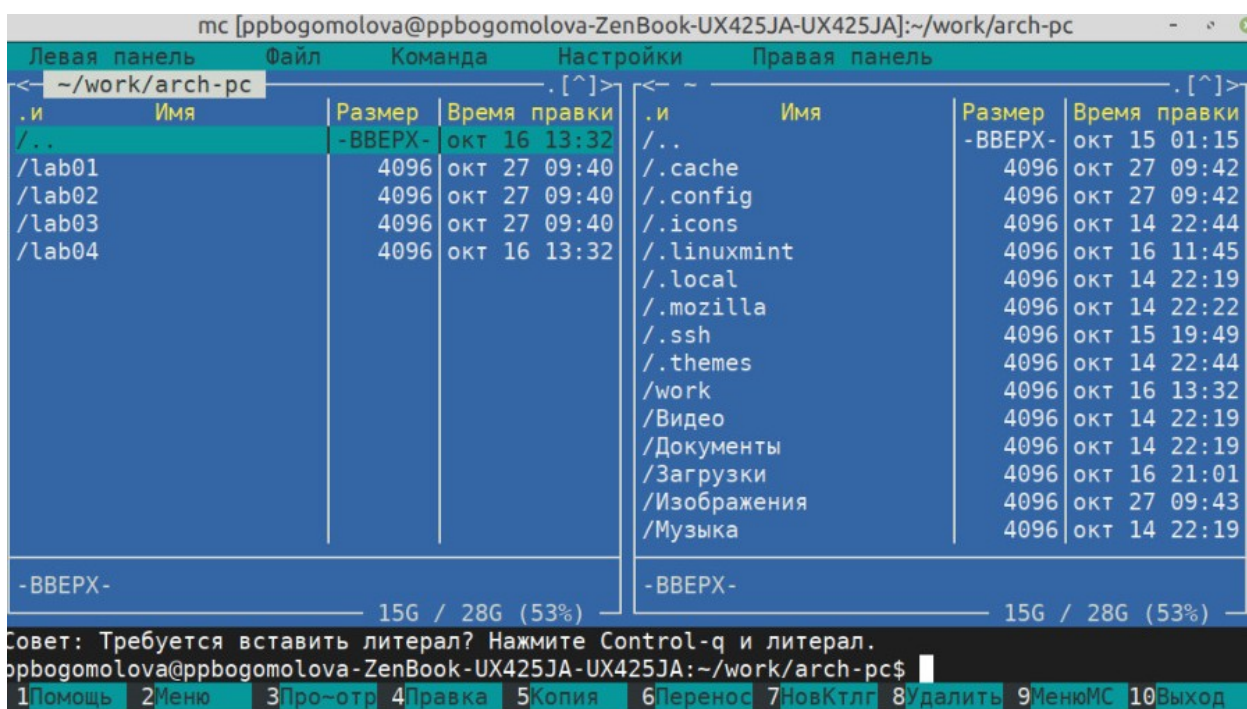 mc [ppbogomolova@ppbogomolova-ZenBook-UX425JA-UX425JA]:~/work/arch-pc
Левая панель Файл Команда Настройки Правая панель
<─ ~/work/arch-pc .[^]> <─ ~ .[^]>
.и Имя Размер Время правки .и Имя Размер Время правки
/.. -ВВЕРХ- окт 16 13:32 /.. -ВВЕРХ- окт 15 01:15
/lab01 4096 окт 27 09:40 /.cache 4096 окт 27 09:42
/lab02 4096 окт 27 09:40 /.config 4096 окт 27 09:42
/lab03 4096 окт 27 09:40 /.icons 4096 окт 14 22:44
/lab04 4096 окт 16 13:32 /.linuxmint 4096 окт 16 11:45
/.local 4096 окт 14 22:19
/.mozilla 4096 окт 14 22:22
/.ssh 4096 окт 15 19:49
/.themes 4096 окт 14 22:44
/work 4096 окт 16 13:32
/Видео 4096 окт 14 22:19
/Документы 4096 окт 14 22:19
/Загрузки 4096 окт 16 21:01
/Изображения 4096 окт 27 09:43
/Музыка 4096 окт 14 22:19
-ВВЕРХ- -ВВЕРХ-
15G / 28G (53%) 15G / 28G (53%)
Совет: Требуется вставить литерал? Нажмите Control-q и литерал.
ppbogomolova@ppbogomolova-ZenBook-UX425JA-UX425JA:~/work/arch-pc$
1Помощь 2Меню 3Про~отр 4Правка 5Копия 6Перенос 7НовКтлг 8Удалить 9МенюМС 10Выход